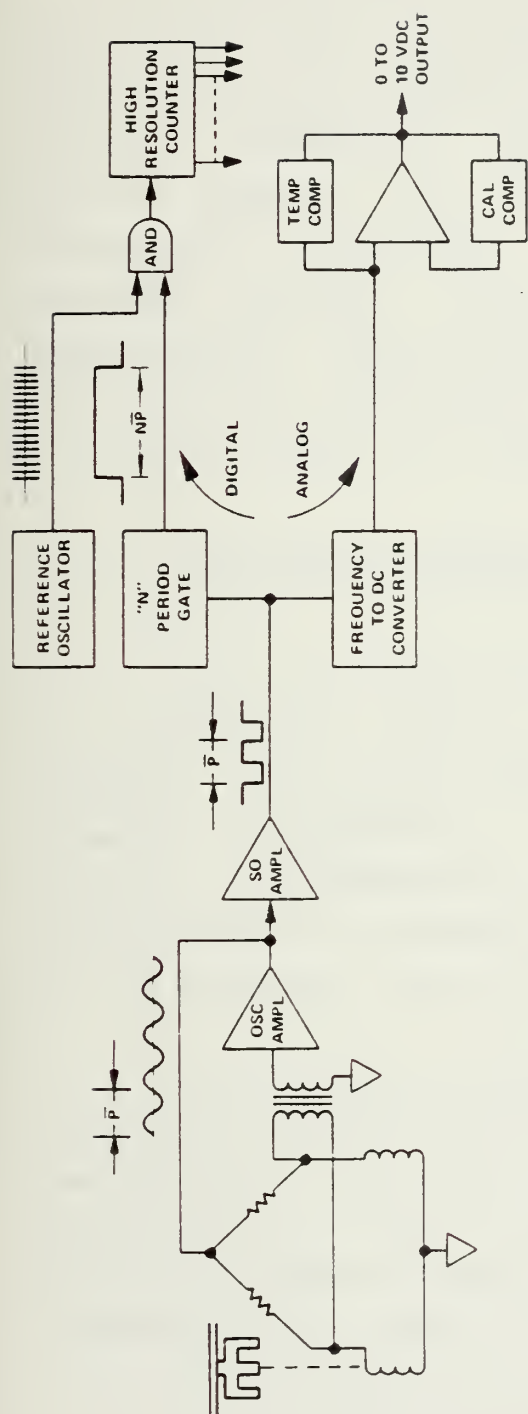 P̄
OSC
AMPL
SO
AMPL
P̄
REFERENCE
OSCILLATOR
"N"
PERIOD
GATE
FREQUENCY
TO DC
CONVERTER
NP̄
DIGITAL
ANALOG
AND
HIGH
RESOLUTION
COUNTER
TEMP
COMP
CAL
COMP
0 TO
10 VDC
OUTPUT